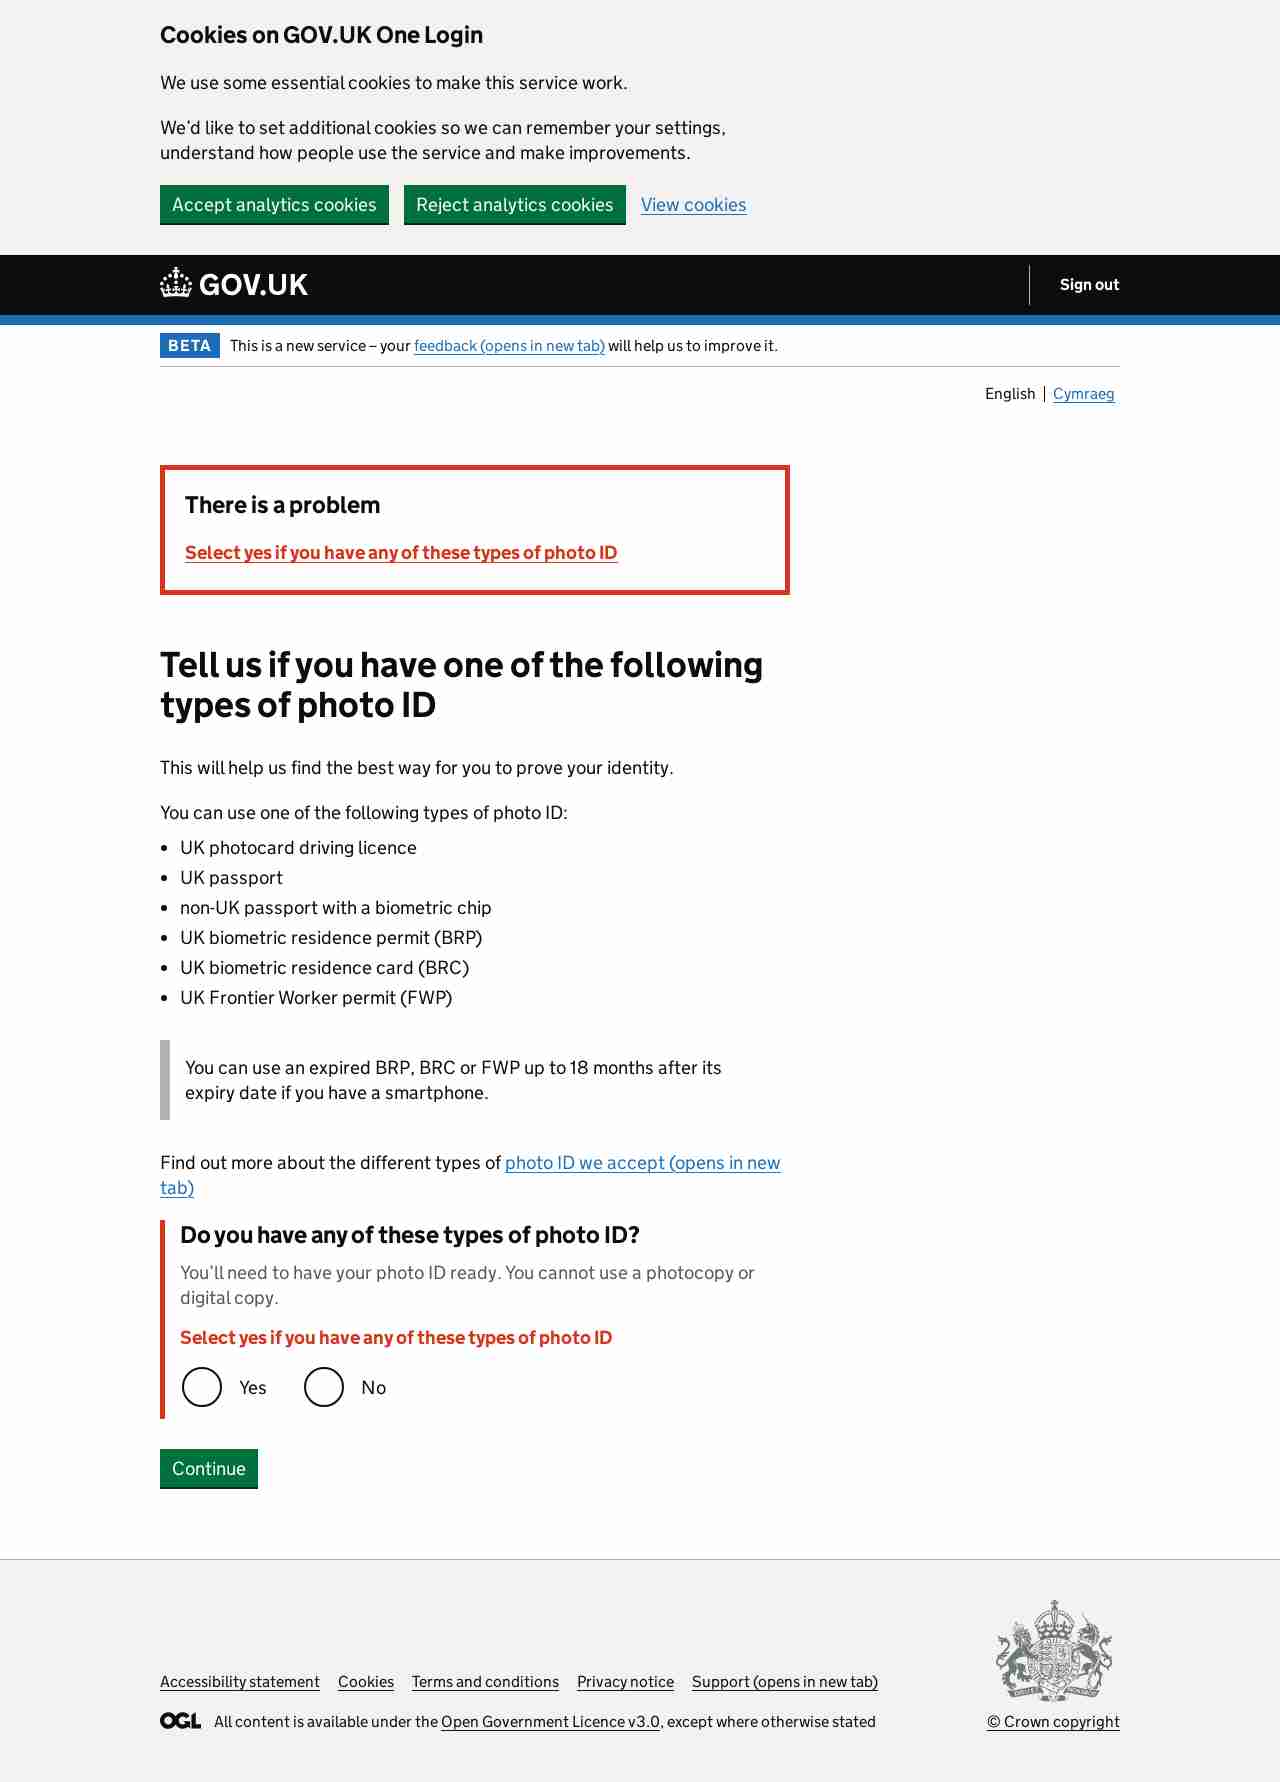 Cookies on GOV.UK One Login
We use some essential cookies to make this service work.
We’d like to set additional cookies so we can remember your settings,
understand how people use the service and make improvements.
Accept analytics cookies Reject analytics cookies View cookies
GOV.UK Sign out
BETA This is a new service – your feedback (opens in new tab) will help us to improve it.
English Cymraeg
There is a problem
Select yes if you have any of these types of photo ID
Tell us if you have one of the following
types of photo ID
This will help us find the best way for you to prove your identity.
You can use one of the following types of photo ID:
• UK photocard driving licence
• UK passport
• non-UK passport with a biometric chip
• UK biometric residence permit (BRP)
• UK biometric residence card (BRC)
• UK Frontier Worker permit (FWP)
You can use an expired BRP, BRC or FWP up to 18 months after its
expiry date if you have a smartphone.
Find out more about the different types of photo ID we accept (opens in new
tab)
Do you have any of these types of photo ID?
You’ll need to have your photo ID ready. You cannot use a photocopy or
digital copy.
Select yes if you have any of these types of photo ID
Yes No
Continue
Accessibility statement Cookies Terms and conditions Privacy notice Support (opens in new tab)
OGL All content is available under the Open Government Licence v3.0, except where otherwise stated
© Crown copyright